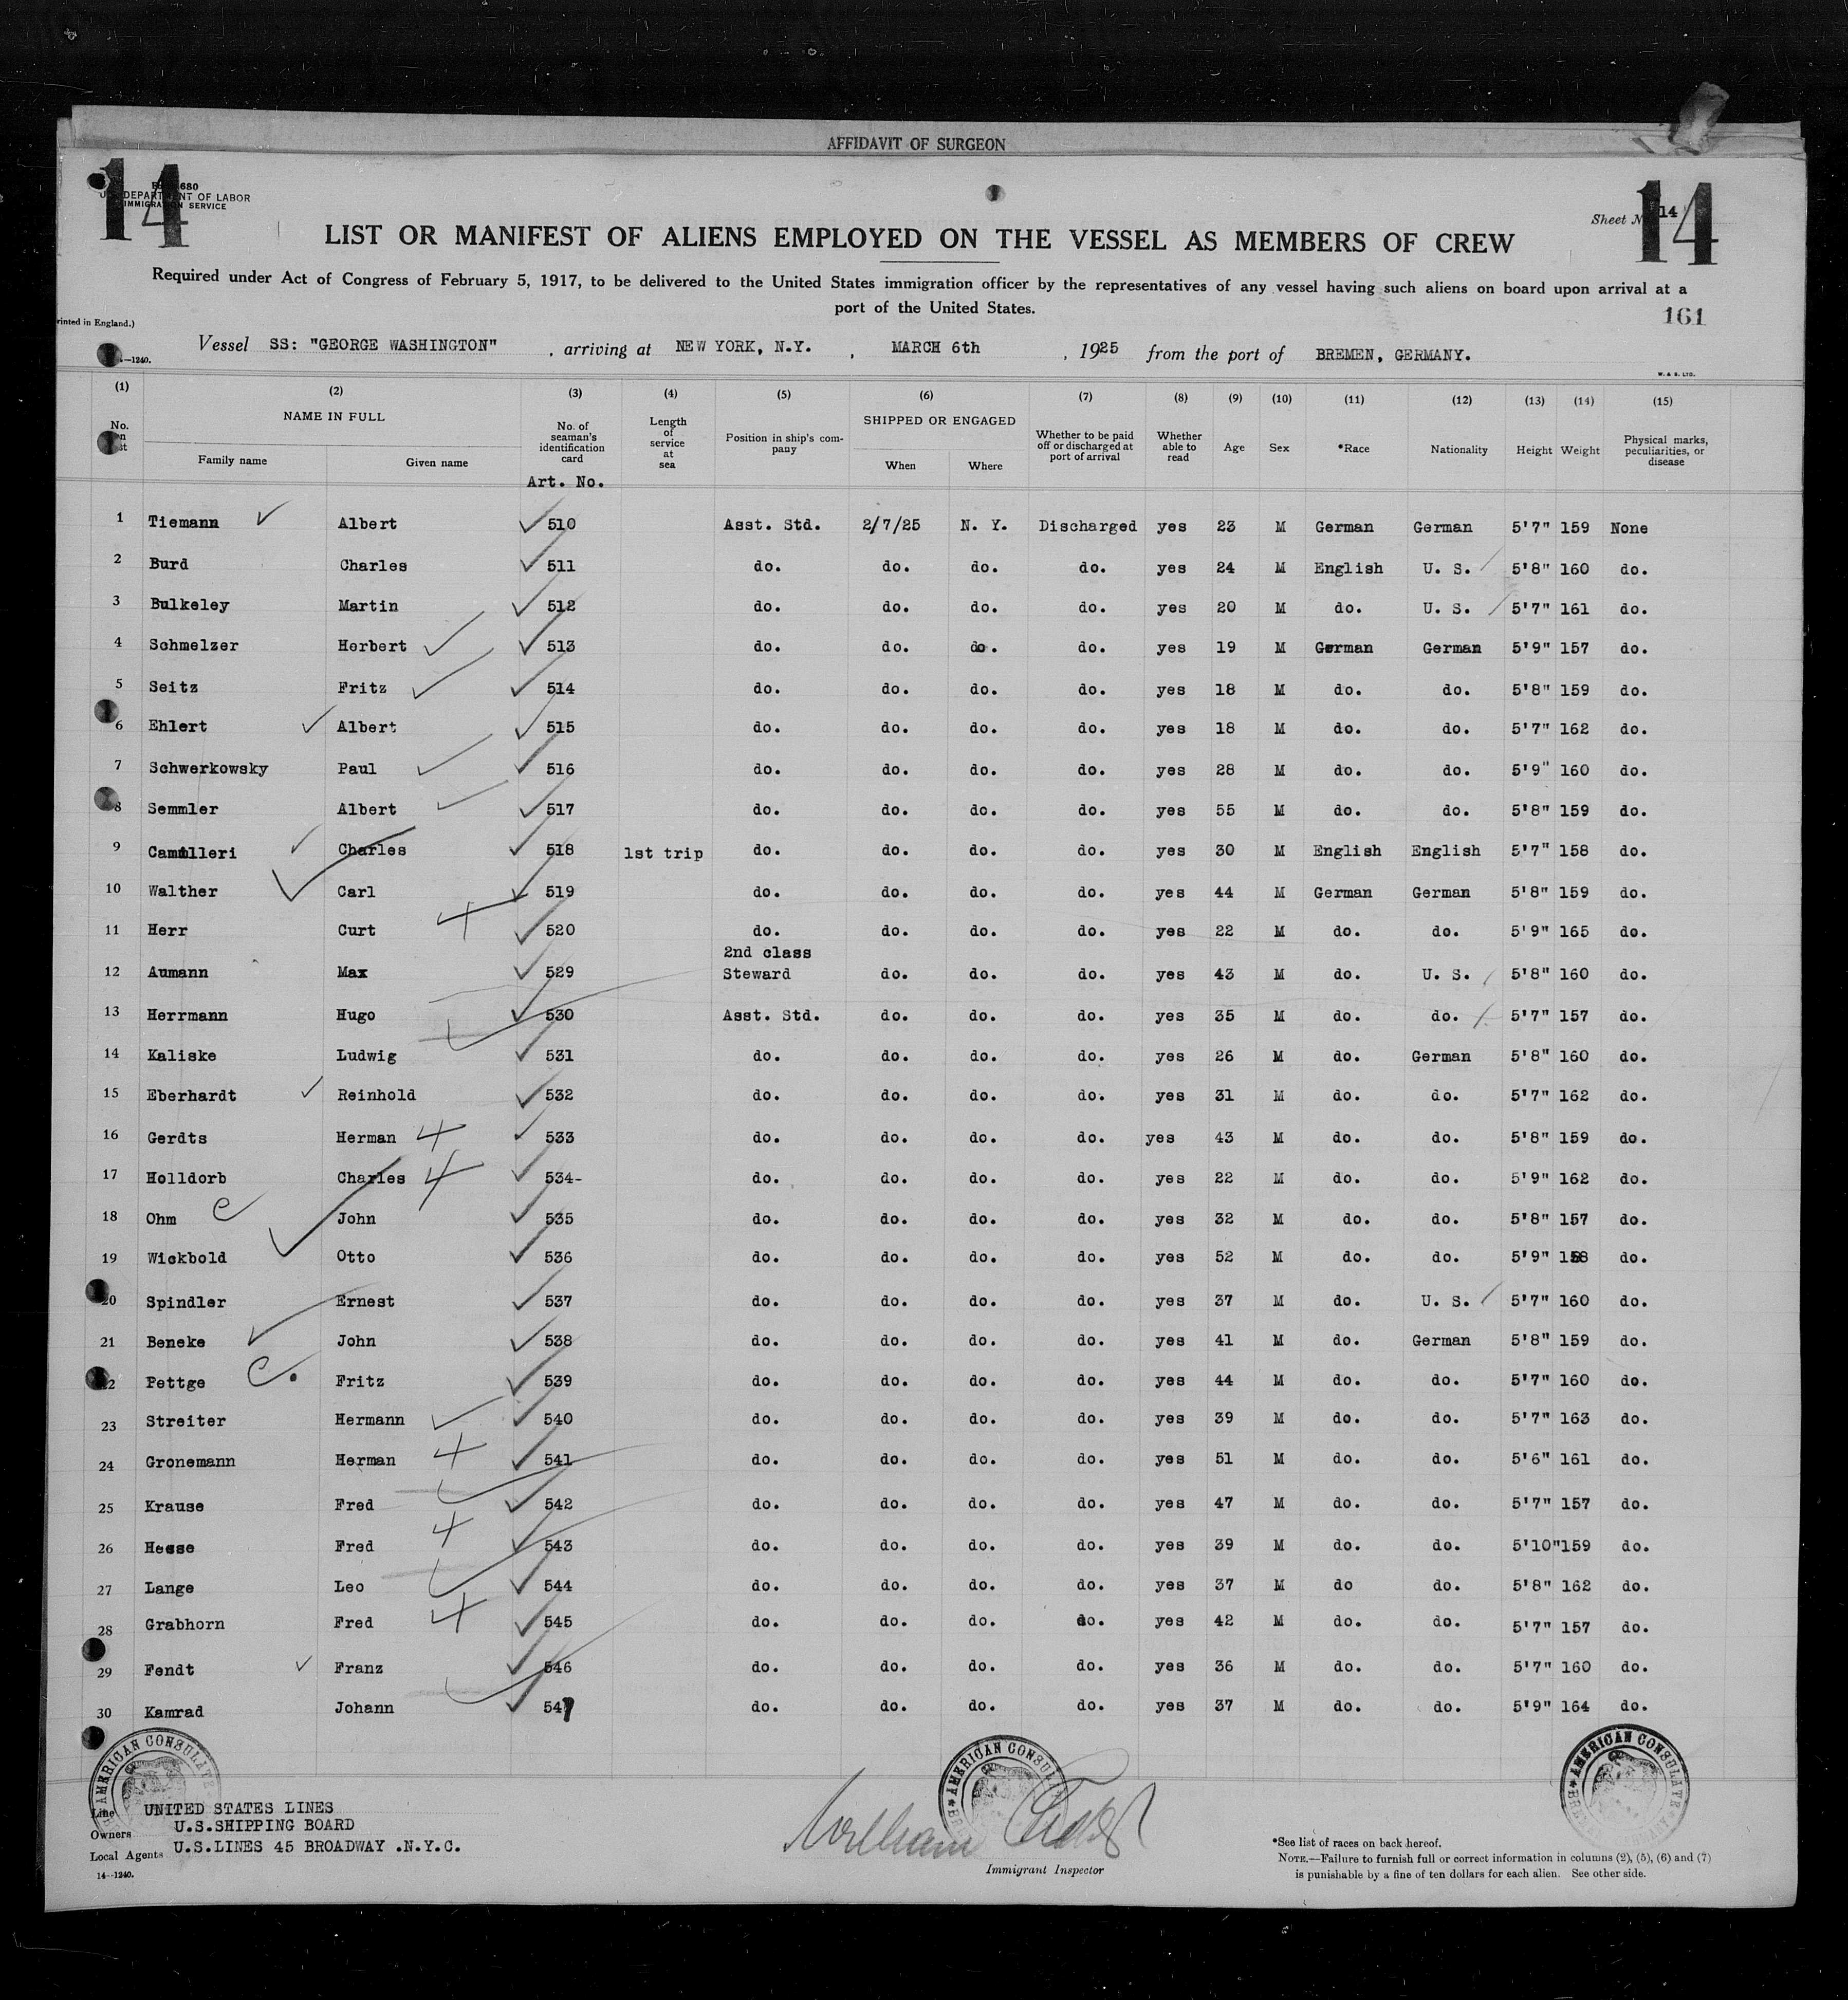 AFFIDAVIT OF SURGEON
14
680
DEPARTMENT OF LABOR
IMMIGRATION SERVICE
Sheet No. 14
14
LIST OR MANIFEST OF ALIENS EMPLOYED ON THE VESSEL AS MEMBERS OF CREW
Required under Act of Congress of February 5, 1917, to be delivered to the United States immigration officer by the representatives of any vessel having such aliens on board upon arrival at a
port of the United States.
161
rinted in England.)
—1240.
Vessel SS: "GEORGE WASHINGTON" , arriving at NEW YORK, N.Y. , MARCH 6th , 1925 from the port of BREMEN, GERMANY.
W. & S. LTD.
(1) (2) (3) (4) (5) (6) (7) (8) (9) (10) (11) (12) (13) (14) (15)
No. on list NAME IN FULL Family name Given name No. of seaman's identification card Length of service at sea Position in ship's company SHIPPED OR ENGAGED When Where Whether to be paid off or discharged at port of arrival Whether able to read Age Sex *Race Nationality Height Weight Physical marks, peculiarities, or disease
Art. No.
1 Tiemann Albert 510 Asst. Std. 2/7/25 N. Y. Discharged yes 23 M German German 5'7" 159 None
2 Burd Charles 511 do. do. do. do. yes 24 M English U. S. 5'8" 160 do.
3 Bulkeley Martin 512 do. do. do. do. yes 20 M do. U. S. 5'7" 161 do.
4 Schmelzer Herbert 513 do. do. do. do. yes 19 M German German 5'9" 157 do.
5 Seitz Fritz 514 do. do. do. do. yes 18 M do. do. 5'8" 159 do.
6 Ehlert Albert 515 do. do. do. do. yes 18 M do. do. 5'7" 162 do.
7 Schwerkowsky Paul 516 do. do. do. do. yes 28 M do. do. 5'9" 160 do.
8 Semmler Albert 517 do. do. do. do. yes 55 M do. do. 5'8" 159 do.
9 Camilleri Charles 518 1st trip do. do. do. do. yes 30 M English English 5'7" 158 do.
10 Walther Carl 519 do. do. do. do. yes 44 M German German 5'8" 159 do.
11 Herr Curt 520 do. do. do. do. yes 22 M do. do. 5'9" 165 do.
12 Aumann Max 529 2nd class Steward do. do. do. yes 43 M do. U. S. 5'8" 160 do.
13 Herrmann Hugo 530 Asst. Std. do. do. do. yes 35 M do. do. 5'7" 157 do.
14 Kaliske Ludwig 531 do. do. do. do. yes 26 M do. German 5'8" 160 do.
15 Eberhardt Reinhold 532 do. do. do. do. yes 31 M do. do. 5'7" 162 do.
16 Gerdts Herman 533 do. do. do. do. yes 43 M do. do. 5'8" 159 do.
17 Holldorb Charles 534- do. do. do. do. yes 22 M do. do. 5'9" 162 do.
18 Ohm John 535 do. do. do. do. yes 32 M do. do. 5'8" 157 do.
19 Wickbold Otto 536 do. do. do. do. yes 52 M do. do. 5'9" 158 do.
20 Spindler Ernest 537 do. do. do. do. yes 37 M do. U. S. 5'7" 160 do.
21 Beneke John 538 do. do. do. do. yes 41 M do. German 5'8" 159 do.
22 Pettge Fritz 539 do. do. do. do. yes 44 M do. do. 5'7" 160 do.
23 Streiter Hermann 540 do. do. do. do. yes 39 M do. do. 5'7" 163 do.
24 Gronemann Herman 541 do. do. do. do. yes 51 M do. do. 5'6" 161 do.
25 Krause Fred 542 do. do. do. do. yes 47 M do. do. 5'7" 157 do.
26 Hesse Fred 543 do. do. do. do. yes 39 M do. do. 5'10" 159 do.
27 Lange Leo 544 do. do. do. do. yes 37 M do do. 5'8" 162 do.
28 Grabhorn Fred 545 do. do. do. do. yes 42 M do. do. 5'7" 157 do.
29 Fendt Franz 546 do. do. do. do. yes 36 M do. do. 5'7" 160 do.
30 Kamrad Johann 547 do. do. do. do. yes 37 M do. do. 5'9" 164 do.
AMERICAN CONSULATE
AMERICAN CONSUL
AMERICAN CONSULATE
Line UNITED STATES LINES
Owners U.S.SHIPPING BOARD
Local Agents U.S.LINES 45 BROADWAY .N.Y.C.
14—1240.
William
Immigrant Inspector
*See list of races on back hereof.
NOTE.—Failure to furnish full or correct information in columns (2), (5), (6) and (7)
is punishable by a fine of ten dollars for each alien. See other side.